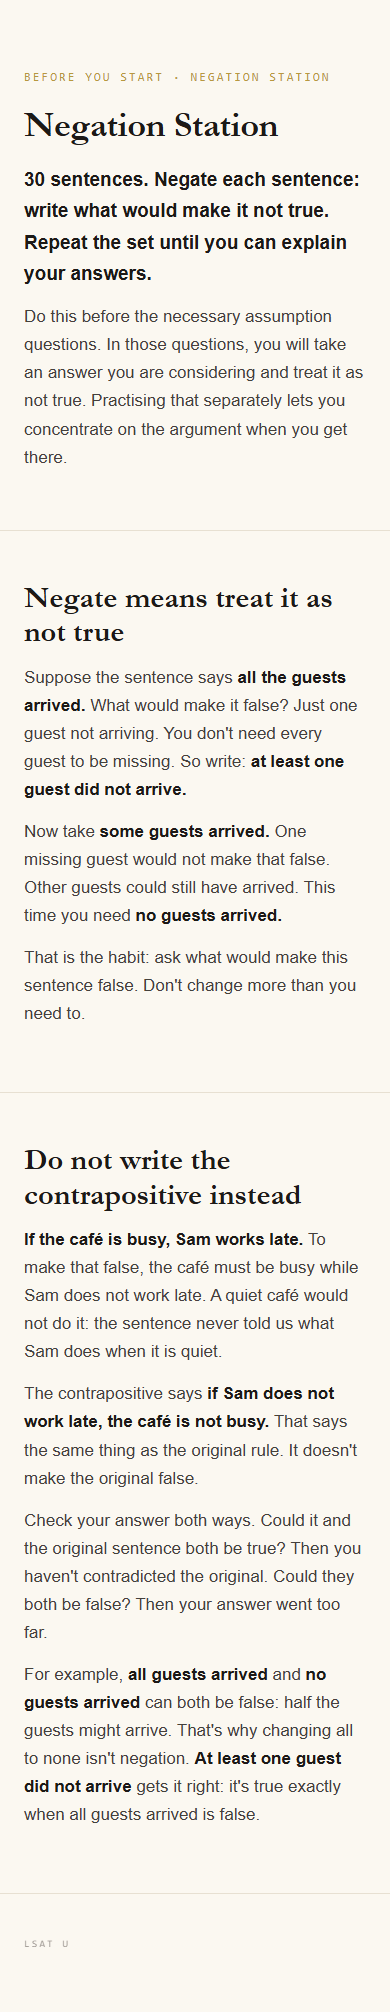 BEFORE YOU START · NEGATION STATION
Negation Station
30 sentences. Negate each sentence:
write what would make it not true.
Repeat the set until you can explain
your answers.
Do this before the necessary assumption
questions. In those questions, you will take
an answer you are considering and treat it as
not true. Practising that separately lets you
concentrate on the argument when you get
there.
Negate means treat it as
not true
Suppose the sentence says all the guests
arrived. What would make it false? Just one
guest not arriving. You don't need every
guest to be missing. So write: at least one
guest did not arrive.
Now take some guests arrived. One
missing guest would not make that false.
Other guests could still have arrived. This
time you need no guests arrived.
That is the habit: ask what would make this
sentence false. Don't change more than you
need to.
Do not write the
contrapositive instead
If the café is busy, Sam works late. To
make that false, the café must be busy while
Sam does not work late. A quiet café would
not do it: the sentence never told us what
Sam does when it is quiet.
The contrapositive says if Sam does not
work late, the café is not busy. That says
the same thing as the original rule. It doesn't
make the original false.
Check your answer both ways. Could it and
the original sentence both be true? Then you
haven't contradicted the original. Could they
both be false? Then your answer went too
far.
For example, all guests arrived and no
guests arrived can both be false: half the
guests might arrive. That's why changing all
to none isn't negation. At least one guest
did not arrive gets it right: it's true exactly
when all guests arrived is false.
LSAT U